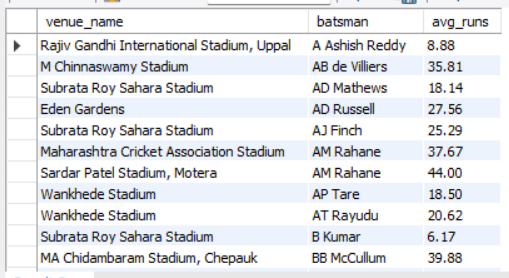 venue_name batsman avg_runs
Rajiv Gandhi International Stadium, Uppal A Ashish Reddy 8.88
M Chinnaswamy Stadium AB de Villiers 35.81
Subrata Roy Sahara Stadium AD Mathews 18.14
Eden Gardens AD Russell 27.56
Subrata Roy Sahara Stadium AJ Finch 25.29
Maharashtra Cricket Association Stadium AM Rahane 37.67
Sardar Patel Stadium, Motera AM Rahane 44.00
Wankhede Stadium AP Tare 18.50
Wankhede Stadium AT Rayudu 20.62
Subrata Roy Sahara Stadium B Kumar 6.17
MA Chidambaram Stadium, Chepauk BB McCullum 39.88